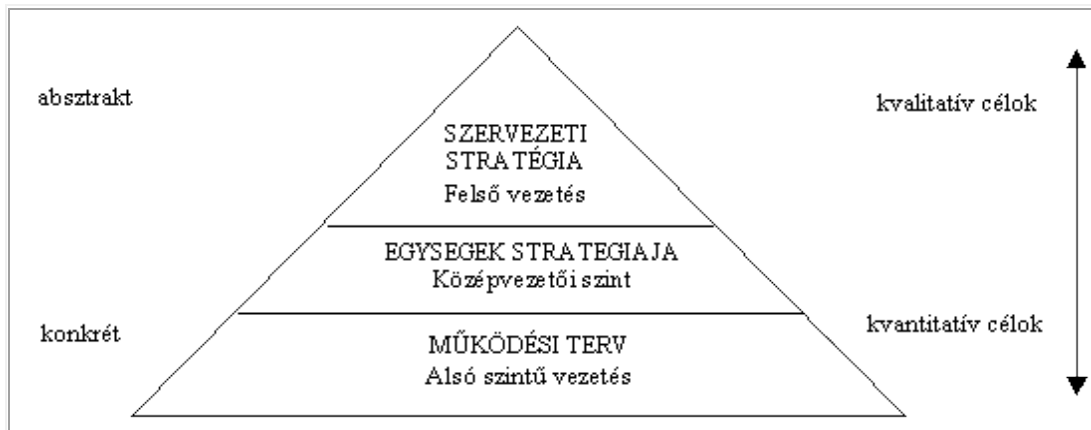 absztrakt
kvalitatív célok
SZERVEZETI
STRATÉGIA
Felső vezetés
EGYSEGEK STRATEGIAJA
Középvezetői szint
konkrét
kvantitatív célok
MŰKÖDÉSI TERV
Alsó szintű vezetés